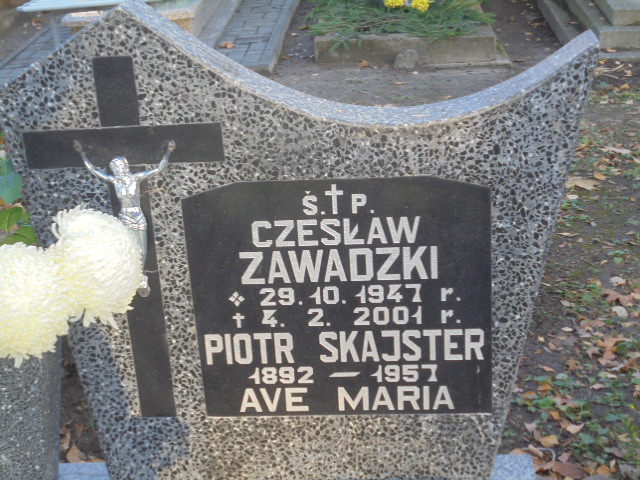 Ś.†P.
CZESŁAW
ZAWADZKI
❖ 29. 10. 1947 r.
✝ 4. 2. 2001 r.
PIOTR SKAJSTER
1892 – 1957
AVE MARIA